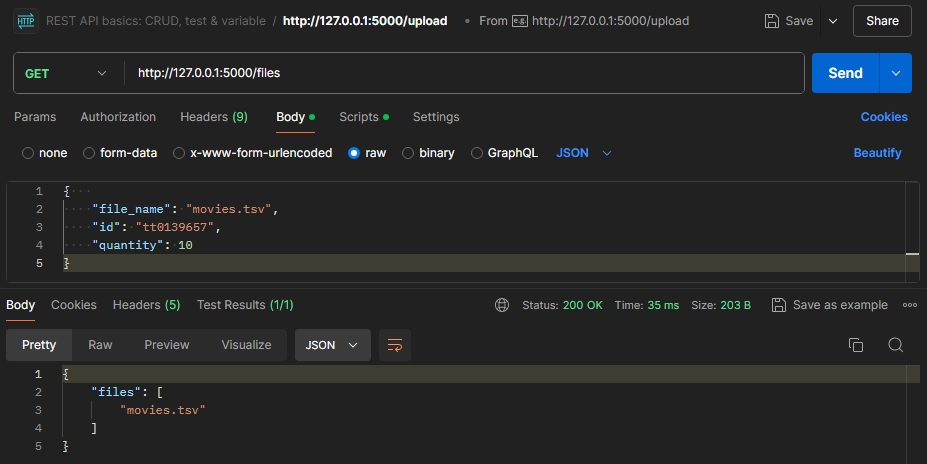 HTTP REST API basics: CRUD, test & variable / http://127.0.0.1:5000/upload From e.g. http://127.0.0.1:5000/upload Save Share
GET http://127.0.0.1:5000/files Send
Params Authorization Headers (9) Body Scripts Settings Cookies
none form-data x-www-form-urlencoded raw binary GraphQL JSON Beautify
1 {
2 "file_name": "movies.tsv",
3 "id": "tt0139657",
4 "quantity": 10
5 }
Body Cookies Headers (5) Test Results (1/1) Status: 200 OK Time: 35 ms Size: 203 B Save as example
Pretty Raw Preview Visualize JSON
1 {
2 "files": [
3 "movies.tsv"
4 ]
5 }